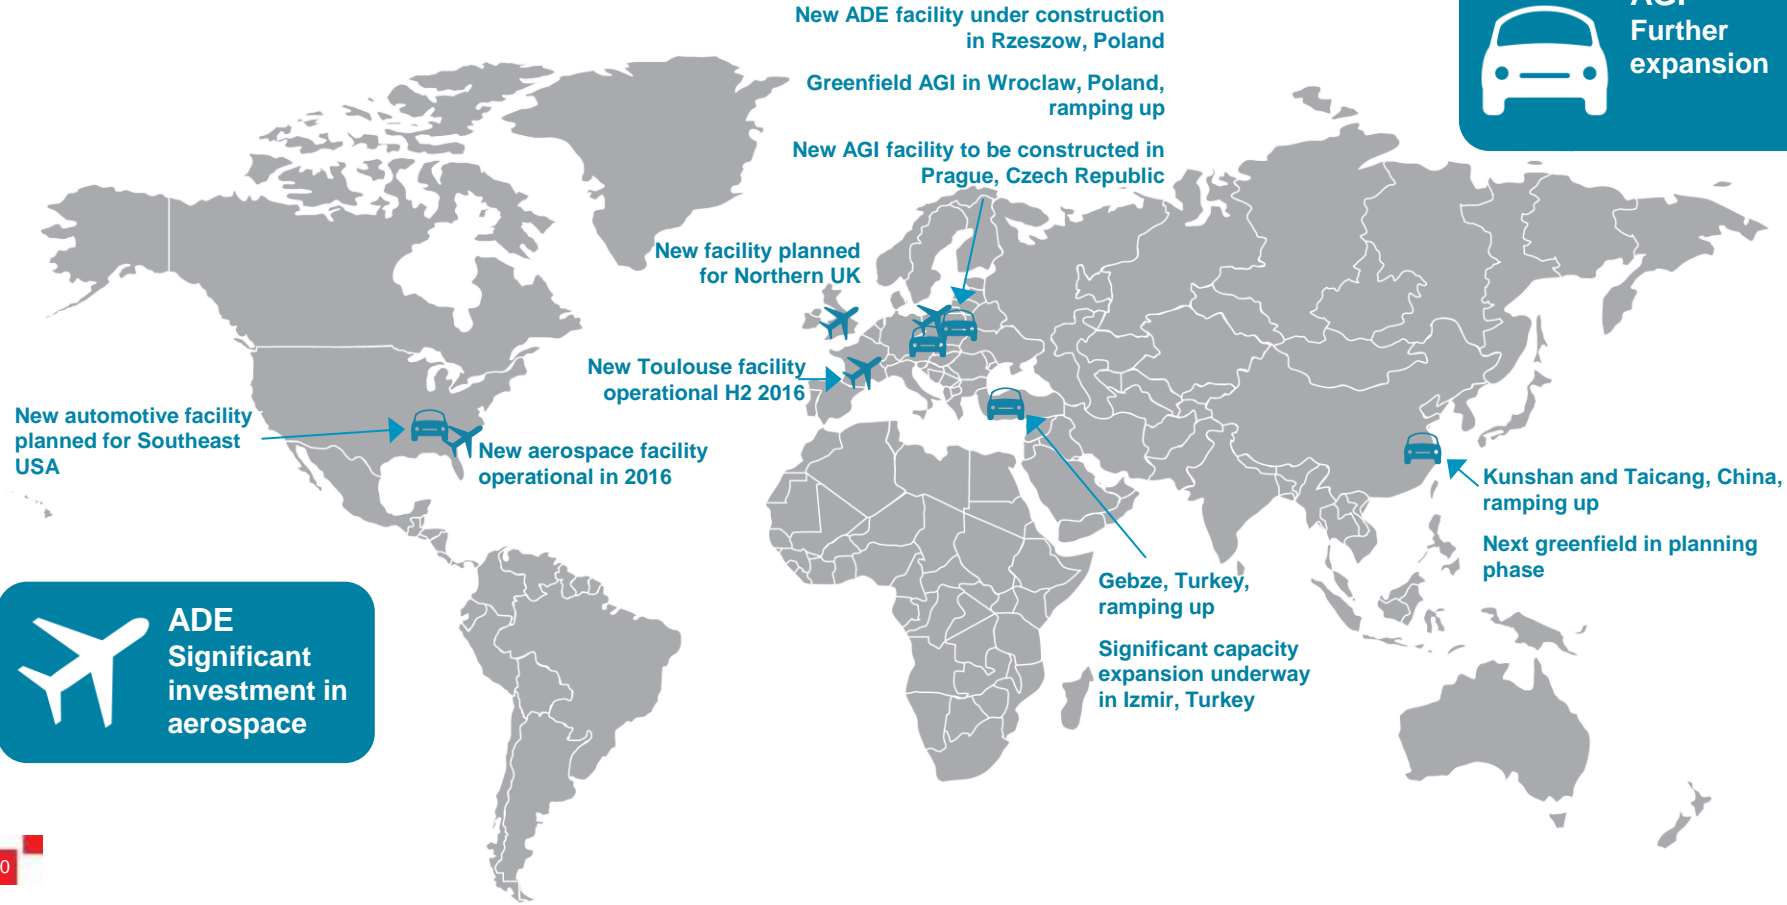 New ADE facility under construction
in Rzeszow, Poland
Greenfield AGI in Wroclaw, Poland,
ramping up
New AGI facility to be constructed in
Prague, Czech Republic
AGI
Further
expansion
New facility planned
for Northern UK
New Toulouse facility
operational H2 2016
New automotive facility
planned for Southeast
USA
New aerospace facility
operational in 2016
Kunshan and Taicang, China,
ramping up
Next greenfield in planning
phase
Gebze, Turkey,
ramping up
Significant capacity
expansion underway
in Izmir, Turkey
ADE
Significant
investment in
aerospace
0